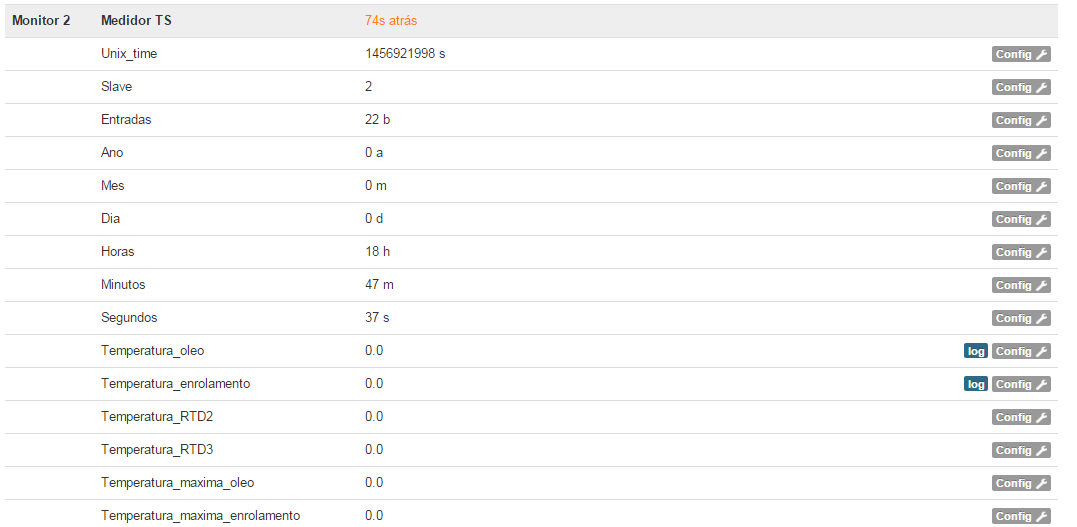 Monitor 2 Medidor TS 74s atrás
Unix_time 1456921998 s Config
Slave 2 Config
Entradas 22 b Config
Ano 0 a Config
Mes 0 m Config
Dia 0 d Config
Horas 18 h Config
Minutos 47 m Config
Segundos 37 s Config
Temperatura_oleo 0.0 log Config
Temperatura_enrolamento 0.0 log Config
Temperatura_RTD2 0.0 Config
Temperatura_RTD3 0.0 Config
Temperatura_maxima_oleo 0.0 Config
Temperatura_maxima_enrolamento 0.0 Config